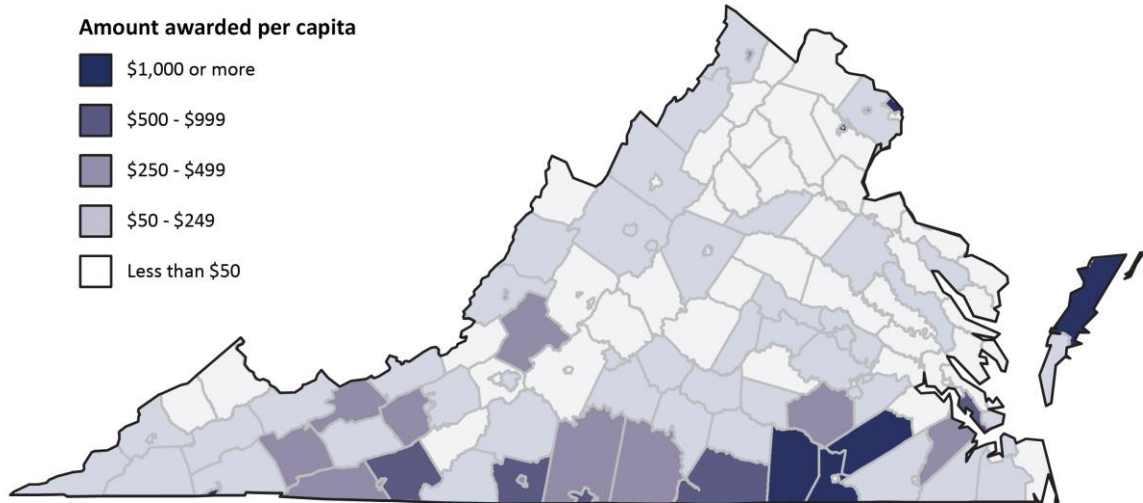 Amount awarded per capita
$1,000 or more
$500 - $999
$250 - $499
$50 - $249
Less than $50